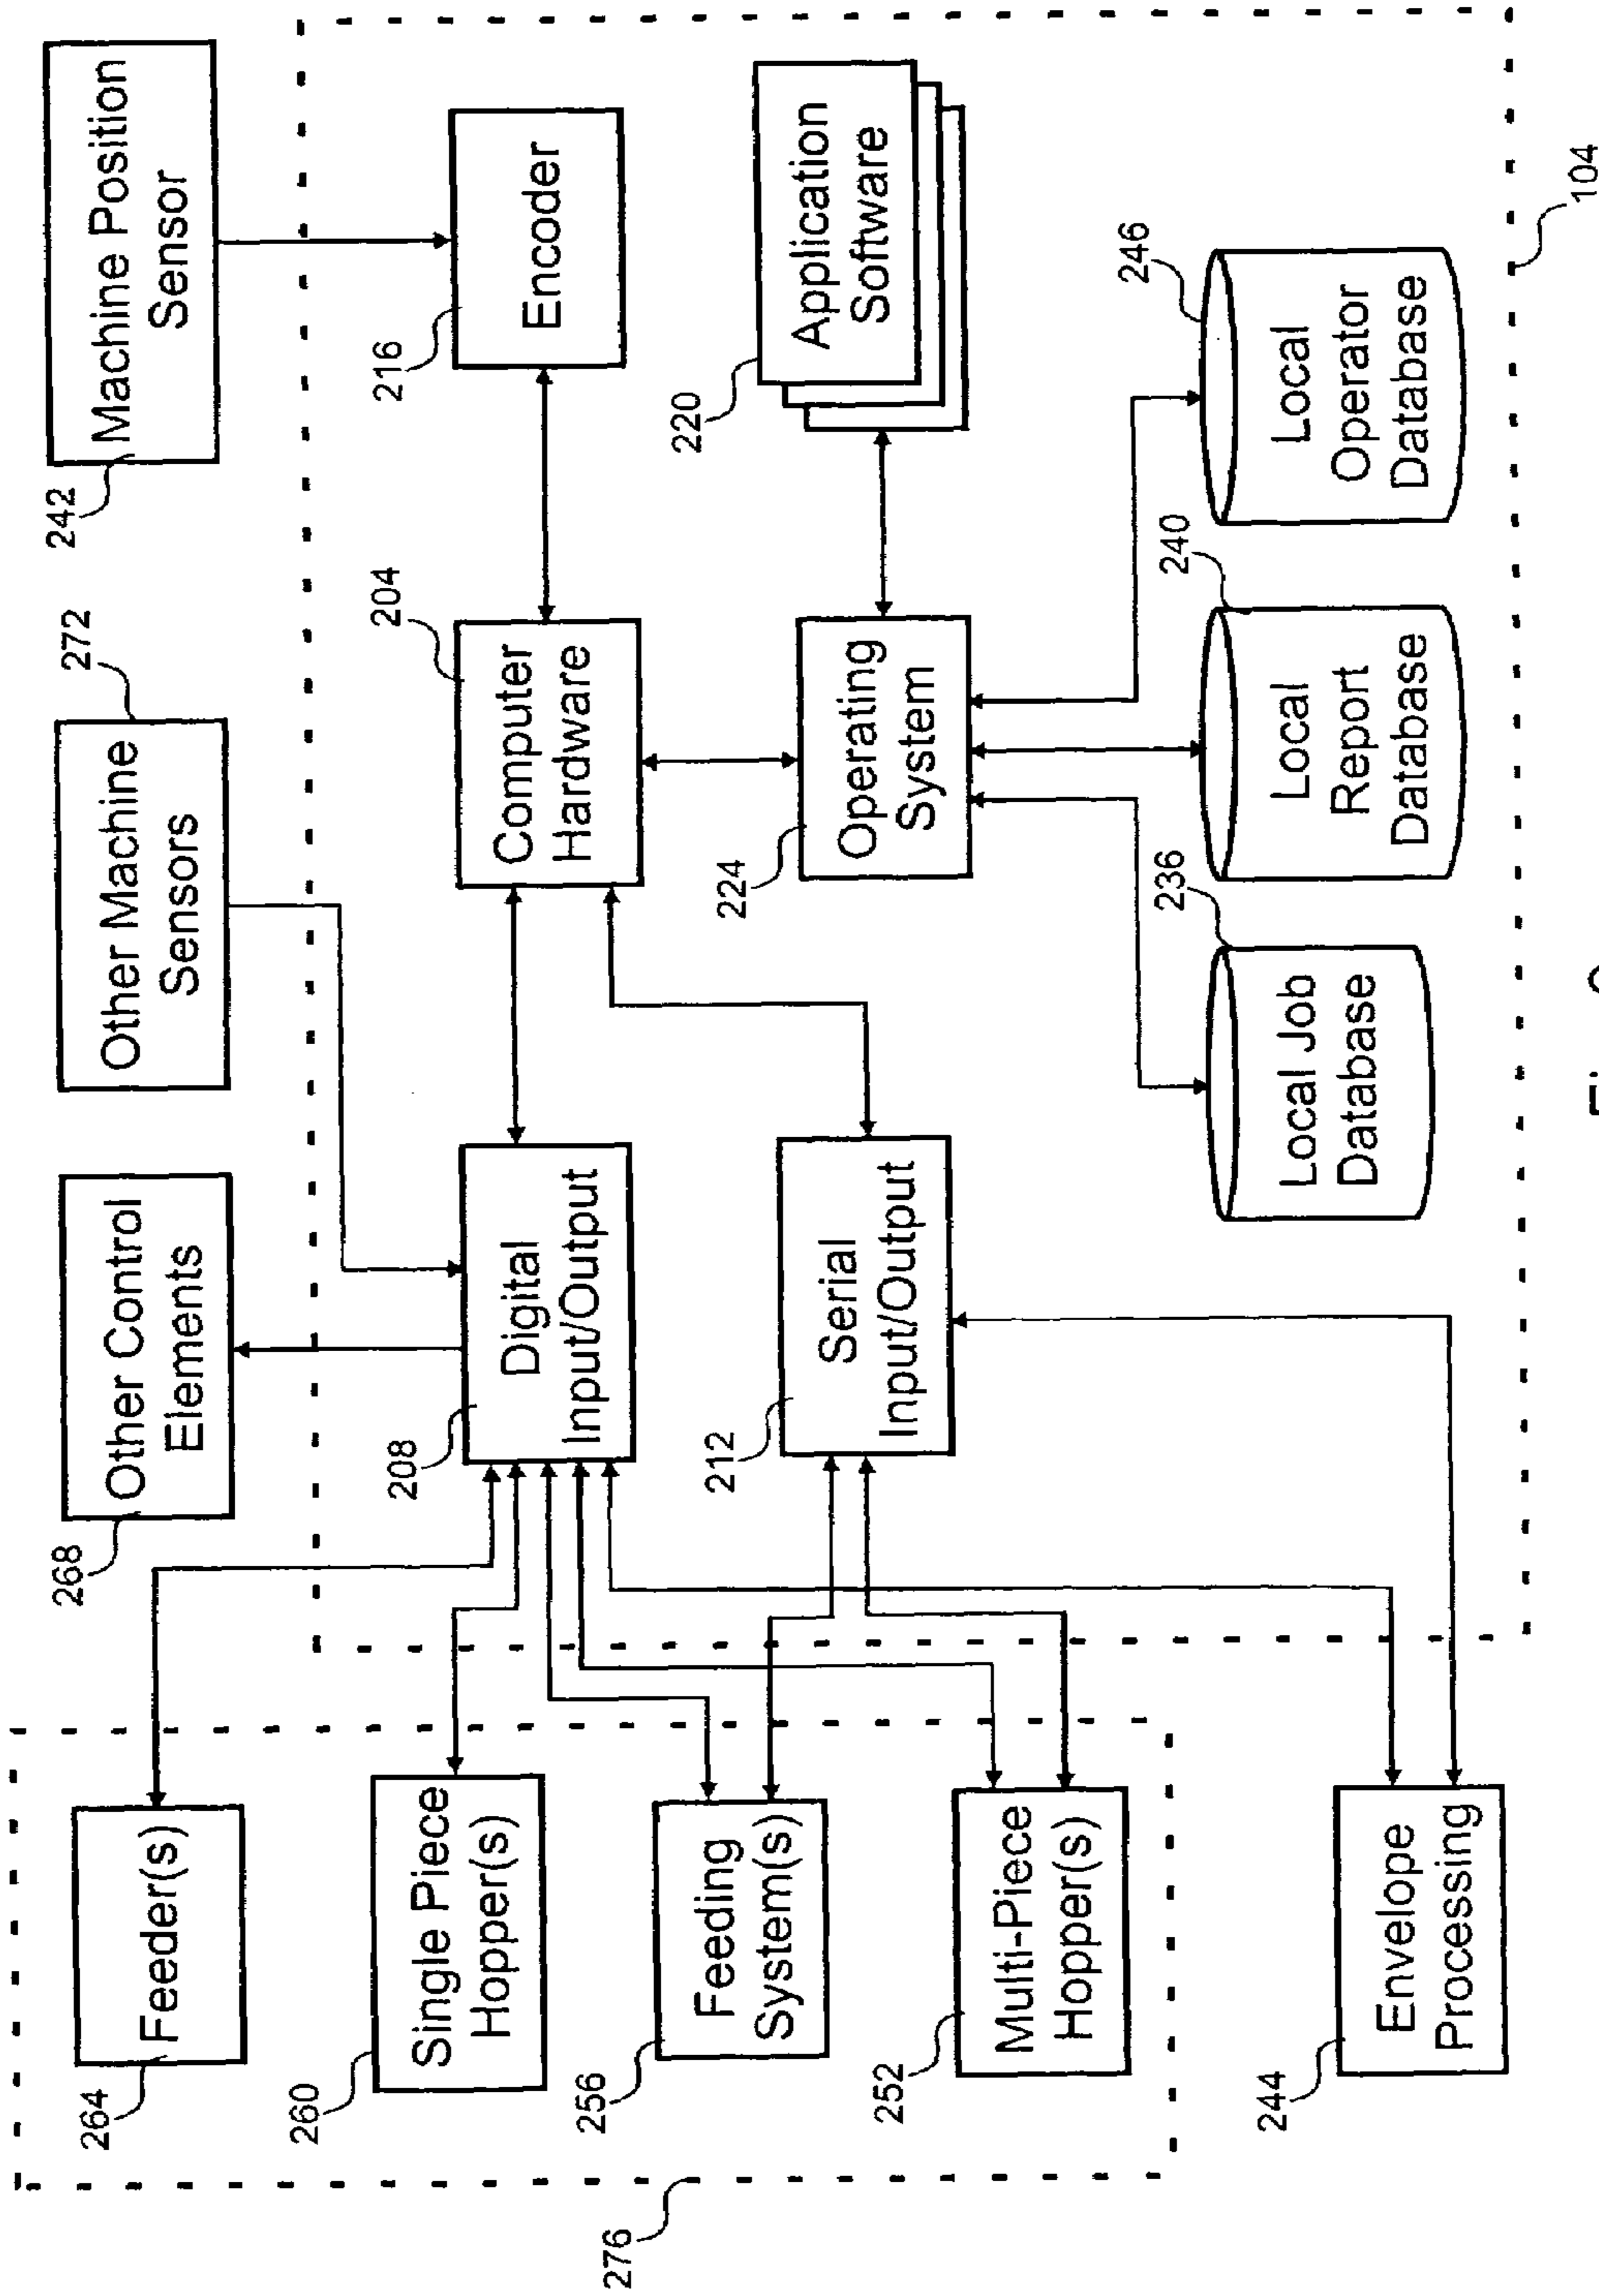 Machine Position
Sensor
242
Other Machine
Sensors
272
Other Control
Elements
268
Feeder(s)
264
Single Piece
Hopper(s)
260
Feeding
System(s)
256
Multi-Piece
Hopper(s)
252
Envelope
Processing
244
276
Digital
Input/Output
208
Serial
Input/Output
212
Computer
Hardware
204
Encoder
216
Operating
System
224
Application
Software
220
Local Job
Database
236
Local
Report
Database
240
Local
Operator
Database
246
104